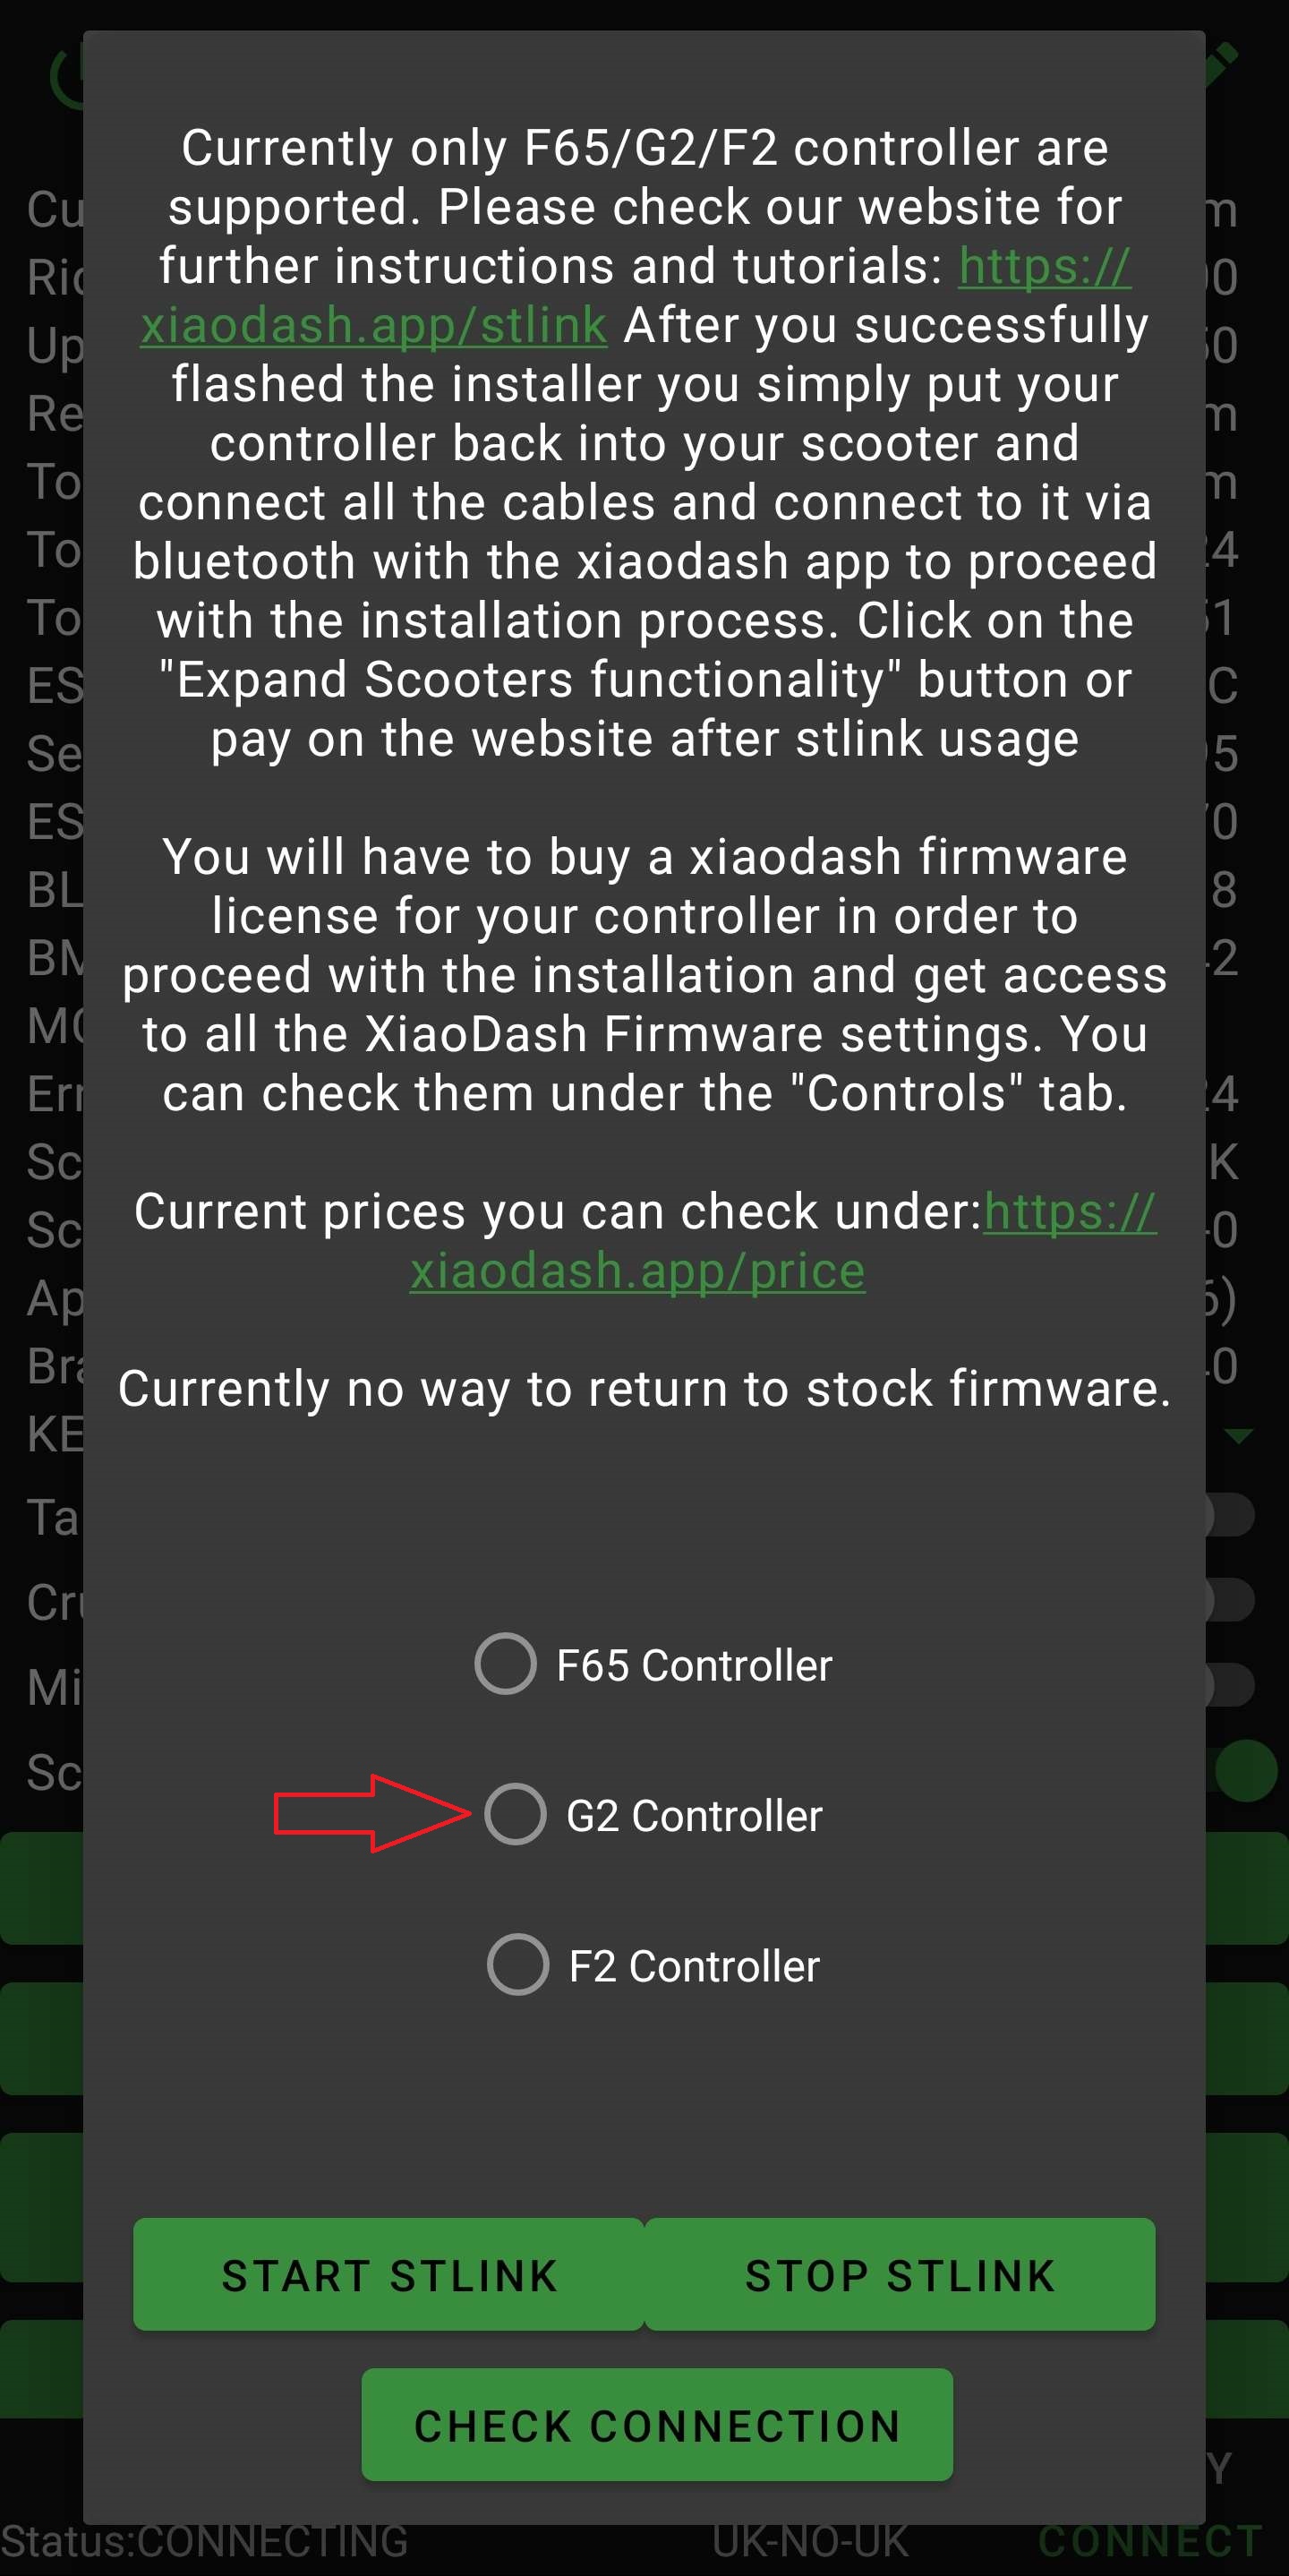 Currently only F65/G2/F2 controller are
supported. Please check our website for
further instructions and tutorials: https://
xiaodash.app/stlink After you successfully
flashed the installer you simply put your
controller back into your scooter and
connect all the cables and connect to it via
bluetooth with the xiaodash app to proceed
with the installation process. Click on the
"Expand Scooters functionality" button or
pay on the website after stlink usage
You will have to buy a xiaodash firmware
license for your controller in order to
proceed with the installation and get access
to all the XiaoDash Firmware settings. You
can check them under the "Controls" tab.
Current prices you can check under:https://
xiaodash.app/price
Currently no way to return to stock firmware.
F65 Controller
G2 Controller
F2 Controller
START STLINK STOP STLINK
CHECK CONNECTION
Status:CONNECTING UK-NO-UK CONNECT